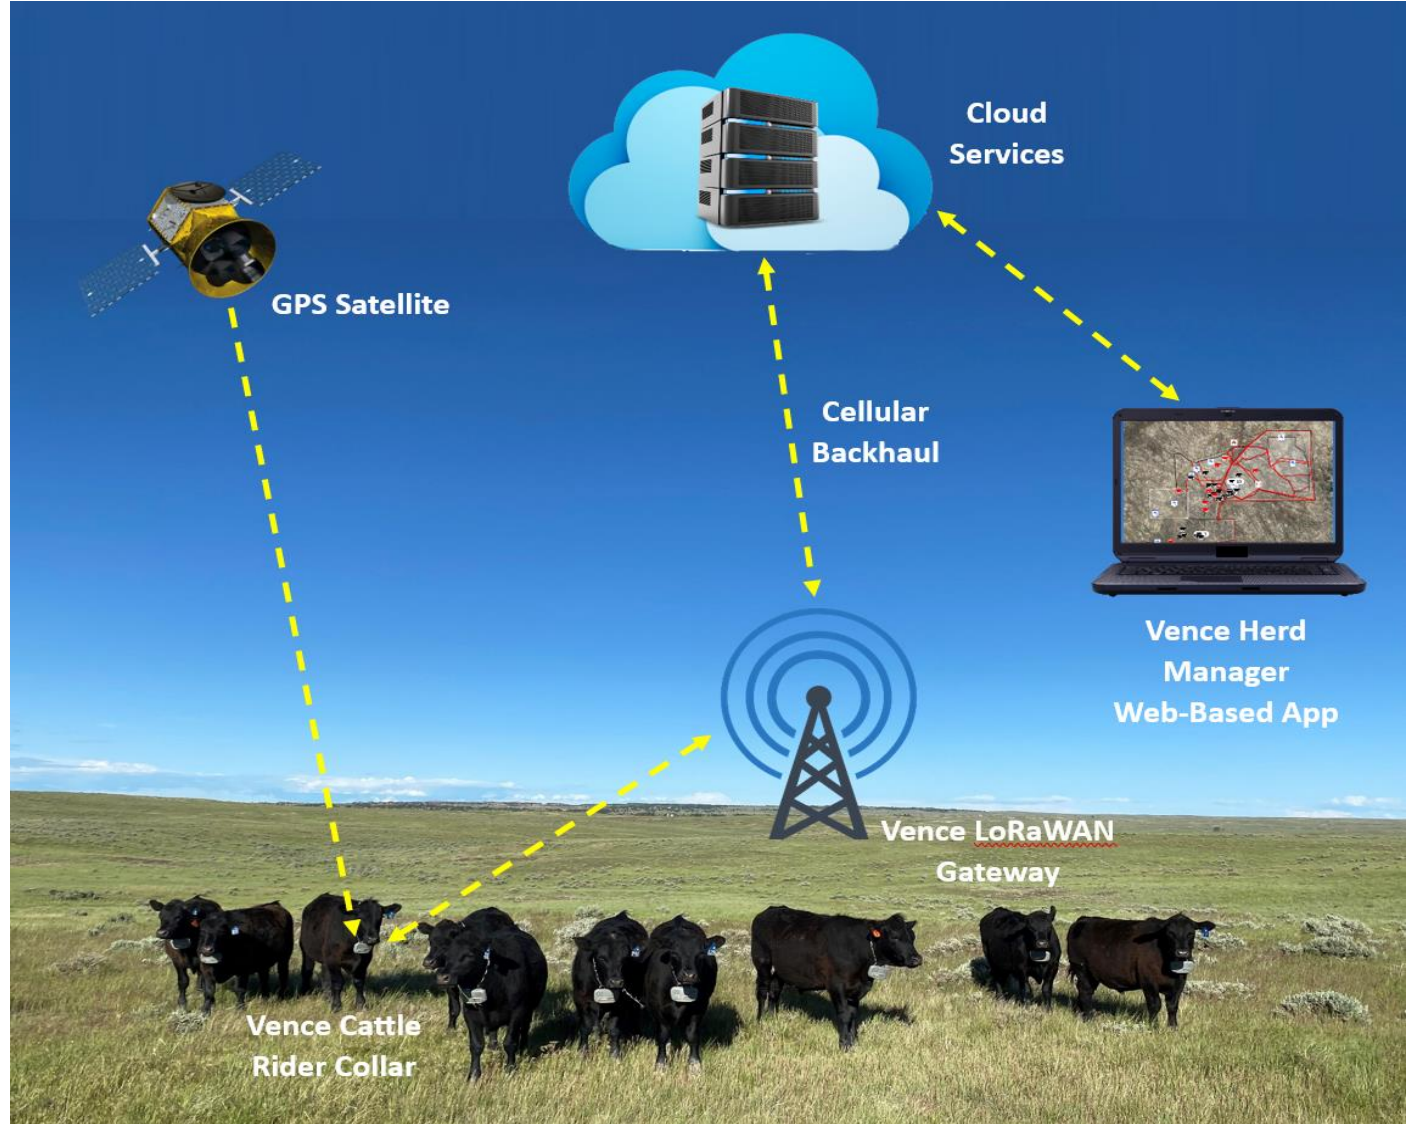 Cloud
Services
GPS Satellite
Cellular
Backhaul
Vence Herd
Manager
Web-Based App
Vence LoRaWAN
Gateway
Vence Cattle
Rider Collar